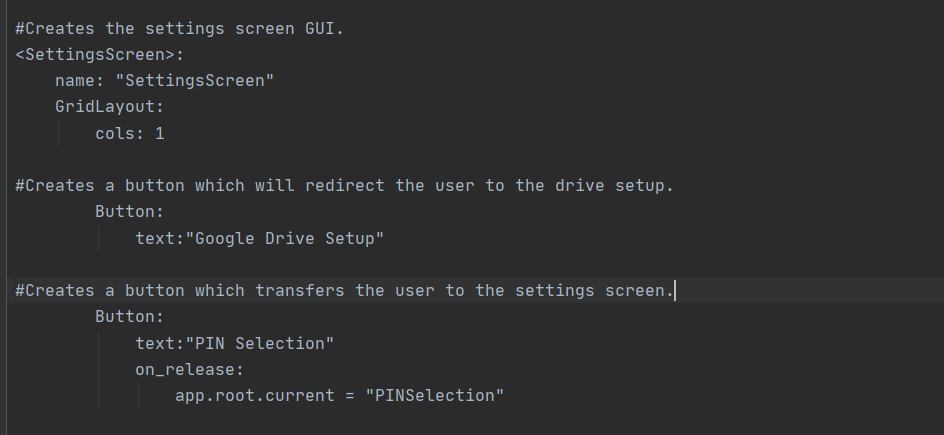 #Creates the settings screen GUI.
<SettingsScreen>:
    name: "SettingsScreen"
    GridLayout:
        cols: 1

#Creates a button which will redirect the user to the drive setup.
        Button:
            text:"Google Drive Setup"

#Creates a button which transfers the user to the settings screen.
        Button:
            text:"PIN Selection"
            on_release:
                app.root.current = "PINSelection"